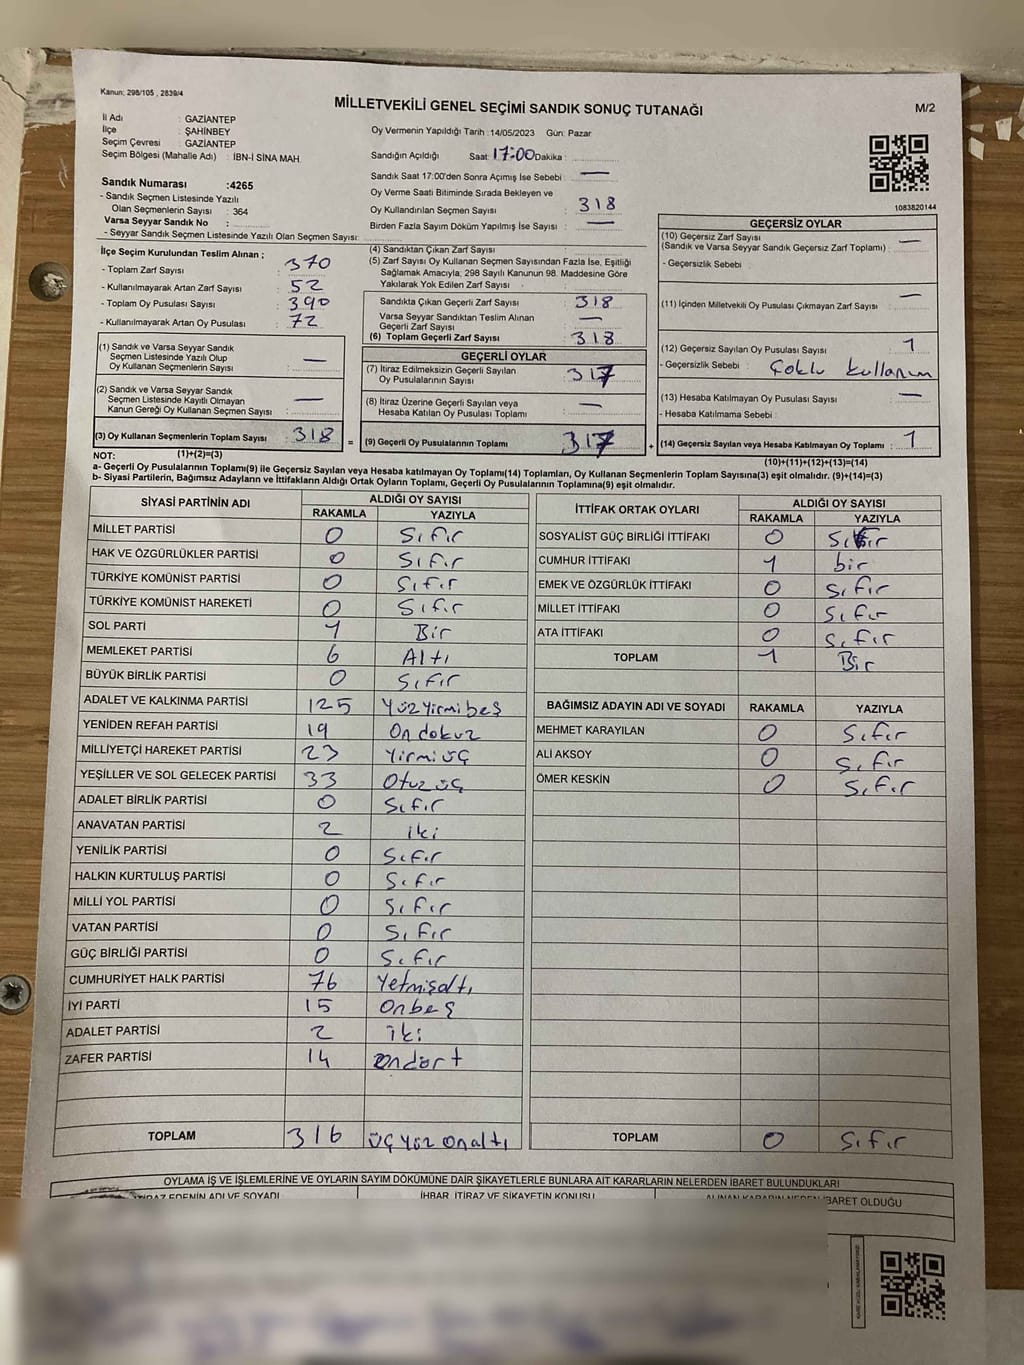 Kanun: 298/105 , 2839/4
MİLLETVEKİLİ GENEL SEÇİMİ SANDIK SONUÇ TUTANAĞI
M/2
İl Adı : GAZİANTEP
İlçe : ŞAHİNBEY
Seçim Çevresi GAZİANTEP
Seçim Bölgesi (Mahalle Adı) : İBN-İ SİNA MAH.
Oy Vermenin Yapıldığı Tarih :14/05/2023 Gün: Pazar
Sandığın Açıldığı Saat: 17:00 Dakika :
Sandık Saat 17:00'den Sonra Açımış İse Sebebi : —
Oy Verme Saati Bitiminde Sırada Bekleyen ve
Oy Kullandırılan Seçmen Sayısı : 318
Birden Fazla Sayım Döküm Yapılmış İse Sayısı : —
1083820144
Sandık Numarası :4265
- Sandık Seçmen Listesinde Yazılı
Olan Seçmenlerin Sayısı : 364
Varsa Seyyar Sandık No :
- Seyyar Sandık Seçmen Listesinde Yazılı Olan Seçmen Sayısı:
İlçe Seçim Kurulundan Teslim Alınan ;
- Toplam Zarf Sayısı : 370
- Kullanılmayarak Artan Zarf Sayısı : 52
- Toplam Oy Pusulası Sayısı : 390
- Kullanılmayarak Artan Oy Pusulası : 72
(4) Sandıktan Çıkan Zarf Sayısı :
(5) Zarf Sayısı Oy Kullanan Seçmen Sayısından Fazla İse, Eşitliği
Sağlamak Amacıyla; 298 Sayılı Kanunun 98. Maddesine Göre
Yakılarak Yok Edilen Zarf Sayısı :
Sandıkta Çıkan Geçerli Zarf Sayısı : 318
Varsa Seyyar Sandıktan Teslim Alınan
Geçerli Zarf Sayısı : —
(6) Toplam Geçerli Zarf Sayısı : 318
GEÇERSİZ OYLAR
(10) Geçersiz Zarf Sayısı
(Sandık ve Varsa Seyyar Sandık Geçersiz Zarf Toplamı) : —
- Geçersizlik Sebebi :
(11) İçinden Milletvekili Oy Pusulası Çıkmayan Zarf Sayısı : —
(12) Geçersiz Sayılan Oy Pusulası Sayısı : 1
- Geçersizlik Sebebi : Çoklu kullanım
(13) Hesaba Katılmayan Oy Pusulası Sayısı : —
- Hesaba Katılmama Sebebi :
(14) Geçersiz Sayılan veya Hesaba Katılmayan Oy Toplamı : 1
(10)+(11)+(12)+(13)=(14)
(1) Sandık ve Varsa Seyyar Sandık
Seçmen Listesinde Yazılı Olup
Oy Kullanan Seçmenlerin Sayısı : —
(2) Sandık ve Varsa Seyyar Sandık
Seçmen Listesinde Kayıtlı Olmayan
Kanun Gereği Oy Kullanan Seçmen Sayısı : —
(3) Oy Kullanan Seçmenlerin Toplam Sayısı : 318 =
GEÇERLİ OYLAR
(7) İtiraz Edilmeksizin Geçerli Sayılan
Oy Pusulalarının Sayısı : 317
(8) İtiraz Üzerine Geçerli Sayılan veya
Hesaba Katılan Oy Pusulası Toplamı : —
(9) Geçerli Oy Pusulalarının Toplamı : 317 +
NOT: (1)+(2)=(3)
a- Geçerli Oy Pusulalarının Toplamı(9) ile Geçersiz Sayılan veya Hesaba katılmayan Oy Toplamı(14) Toplamları, Oy Kullanan Seçmenlerin Toplam Sayısına(3) eşit olmalıdır. (9)+(14)=(3)
b- Siyasi Partilerin, Bağımsız Adayların ve İttifakların Aldığı Ortak Oyların Toplamı, Geçerli Oy Pusulalarının Toplamına(9) eşit olmalıdır.
SİYASİ PARTİNİN ADI ALDIĞI OY SAYISI
RAKAMLA YAZIYLA
MİLLET PARTİSİ 0 Sıfır
HAK VE ÖZGÜRLÜKLER PARTİSİ 0 Sıfır
TÜRKİYE KOMÜNİST PARTİSİ 0 Sıfır
TÜRKİYE KOMÜNİST HAREKETİ 0 Sıfır
SOL PARTİ 1 Bir
MEMLEKET PARTİSİ 6 Altı
BÜYÜK BİRLİK PARTİSİ 0 Sıfır
ADALET VE KALKINMA PARTİSİ 125 Yüzyirmibeş
YENİDEN REFAH PARTİSİ 19 Ondokuz
MİLLİYETÇİ HAREKET PARTİSİ 23 Yirmiüç
YEŞİLLER VE SOL GELECEK PARTİSİ 33 Otuzüç
ADALET BİRLİK PARTİSİ 0 Sıfır
ANAVATAN PARTİSİ 2 iki
YENİLİK PARTİSİ 0 Sıfır
HALKIN KURTULUŞ PARTİSİ 0 Sıfır
MİLLİ YOL PARTİSİ 0 Sıfır
VATAN PARTİSİ 0 Sıfır
GÜÇ BİRLİĞİ PARTİSİ 0 Sıfır
CUMHURİYET HALK PARTİSİ 76 Yetmişaltı
İYİ PARTİ 15 Onbeş
ADALET PARTİSİ 2 İki
ZAFER PARTİSİ 14 Ondört
TOPLAM 316 üçyüzonaltı
İTTİFAK ORTAK OYLARI ALDIĞI OY SAYISI
RAKAMLA YAZIYLA
SOSYALİST GÜÇ BİRLİĞİ İTTİFAKI 0 Sıfır
CUMHUR İTTİFAKI 1 bir
EMEK VE ÖZGÜRLÜK İTTİFAKI 0 Sıfır
MİLLET İTTİFAKI 0 Sıfır
ATA İTTİFAKI 0 Sıfır
TOPLAM 1 Bir
BAĞIMSIZ ADAYIN ADI VE SOYADI RAKAMLA YAZIYLA
MEHMET KARAYILAN 0 Sıfır
ALİ AKSOY 0 Sıfır
ÖMER KESKİN 0 Sıfır
TOPLAM 0 Sıfır
OYLAMA İŞ VE İŞLEMLERİNE VE OYLARIN SAYIM DÖKÜMÜNE DAİR ŞİKAYETLERLE BUNLARA AİT KARARLARIN NELERDEN İBARET BULUNDUKLARI
İTİRAZ EDENİN ADI VE SOYADI İHBAR, İTİRAZ VE ŞİKAYETİN KONUSU ALINAN KARARIN NEDEN İBARET OLDUĞU